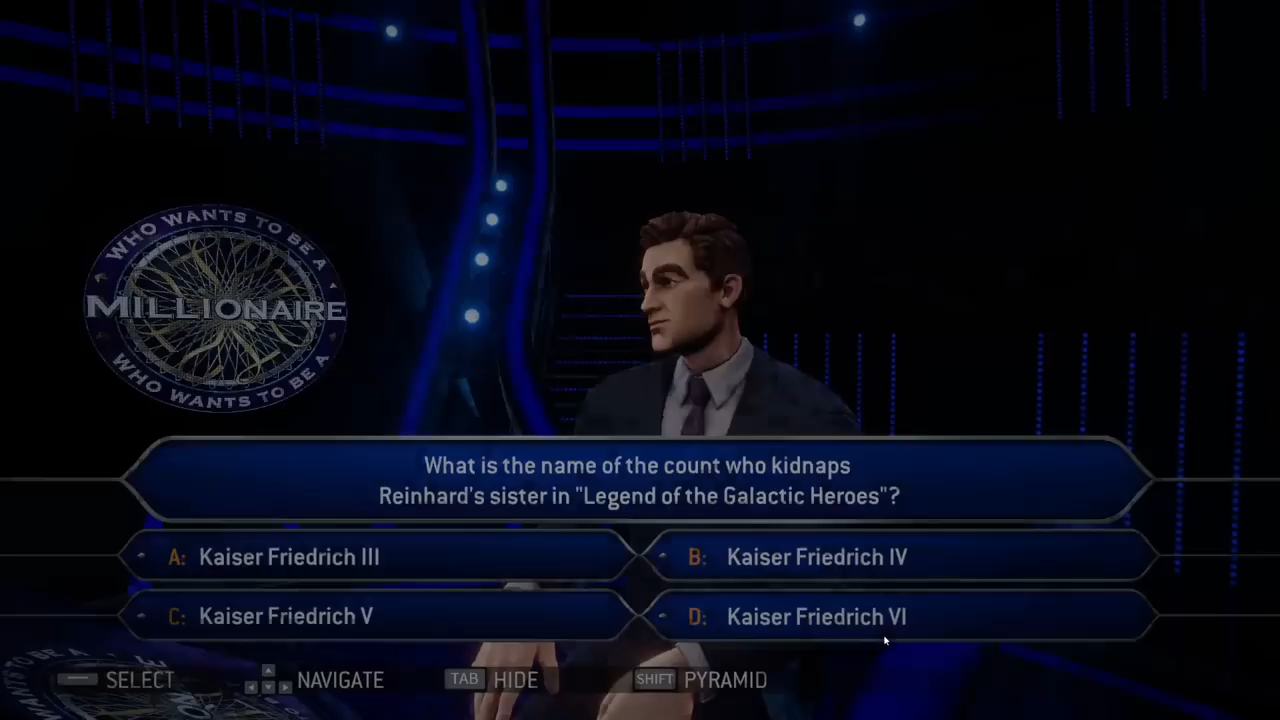 WHO WANTS TO BE A
MILLIONAIRE
WHO WANTS TO BE A
What is the name of the count who kidnaps
Reinhard's sister in "Legend of the Galactic Heroes"?
A: Kaiser Friedrich III
B: Kaiser Friedrich IV
C: Kaiser Friedrich V
D: Kaiser Friedrich VI
SELECT
NAVIGATE
TAB HIDE
SHIFT PYRAMID